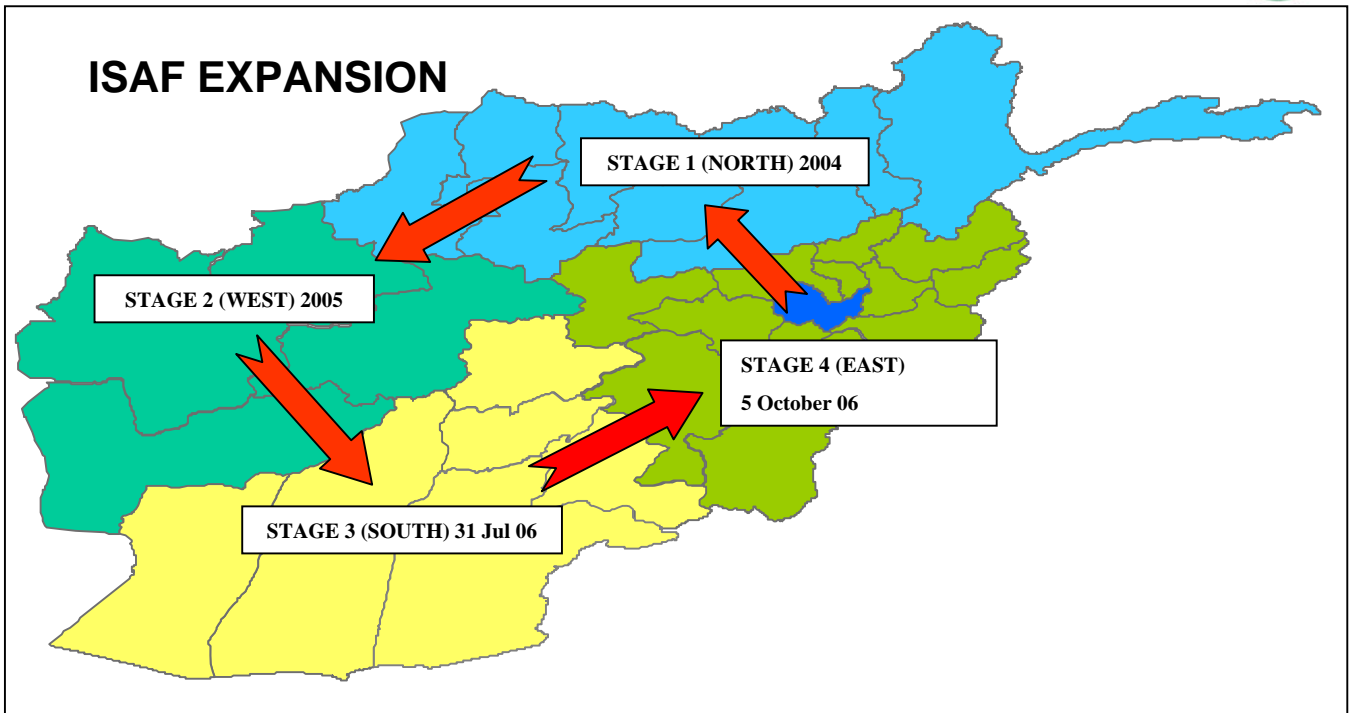 ISAF EXPANSION
STAGE 1 (NORTH) 2004
STAGE 2 (WEST) 2005
STAGE 4 (EAST)
5 October 06
STAGE 3 (SOUTH) 31 Jul 06